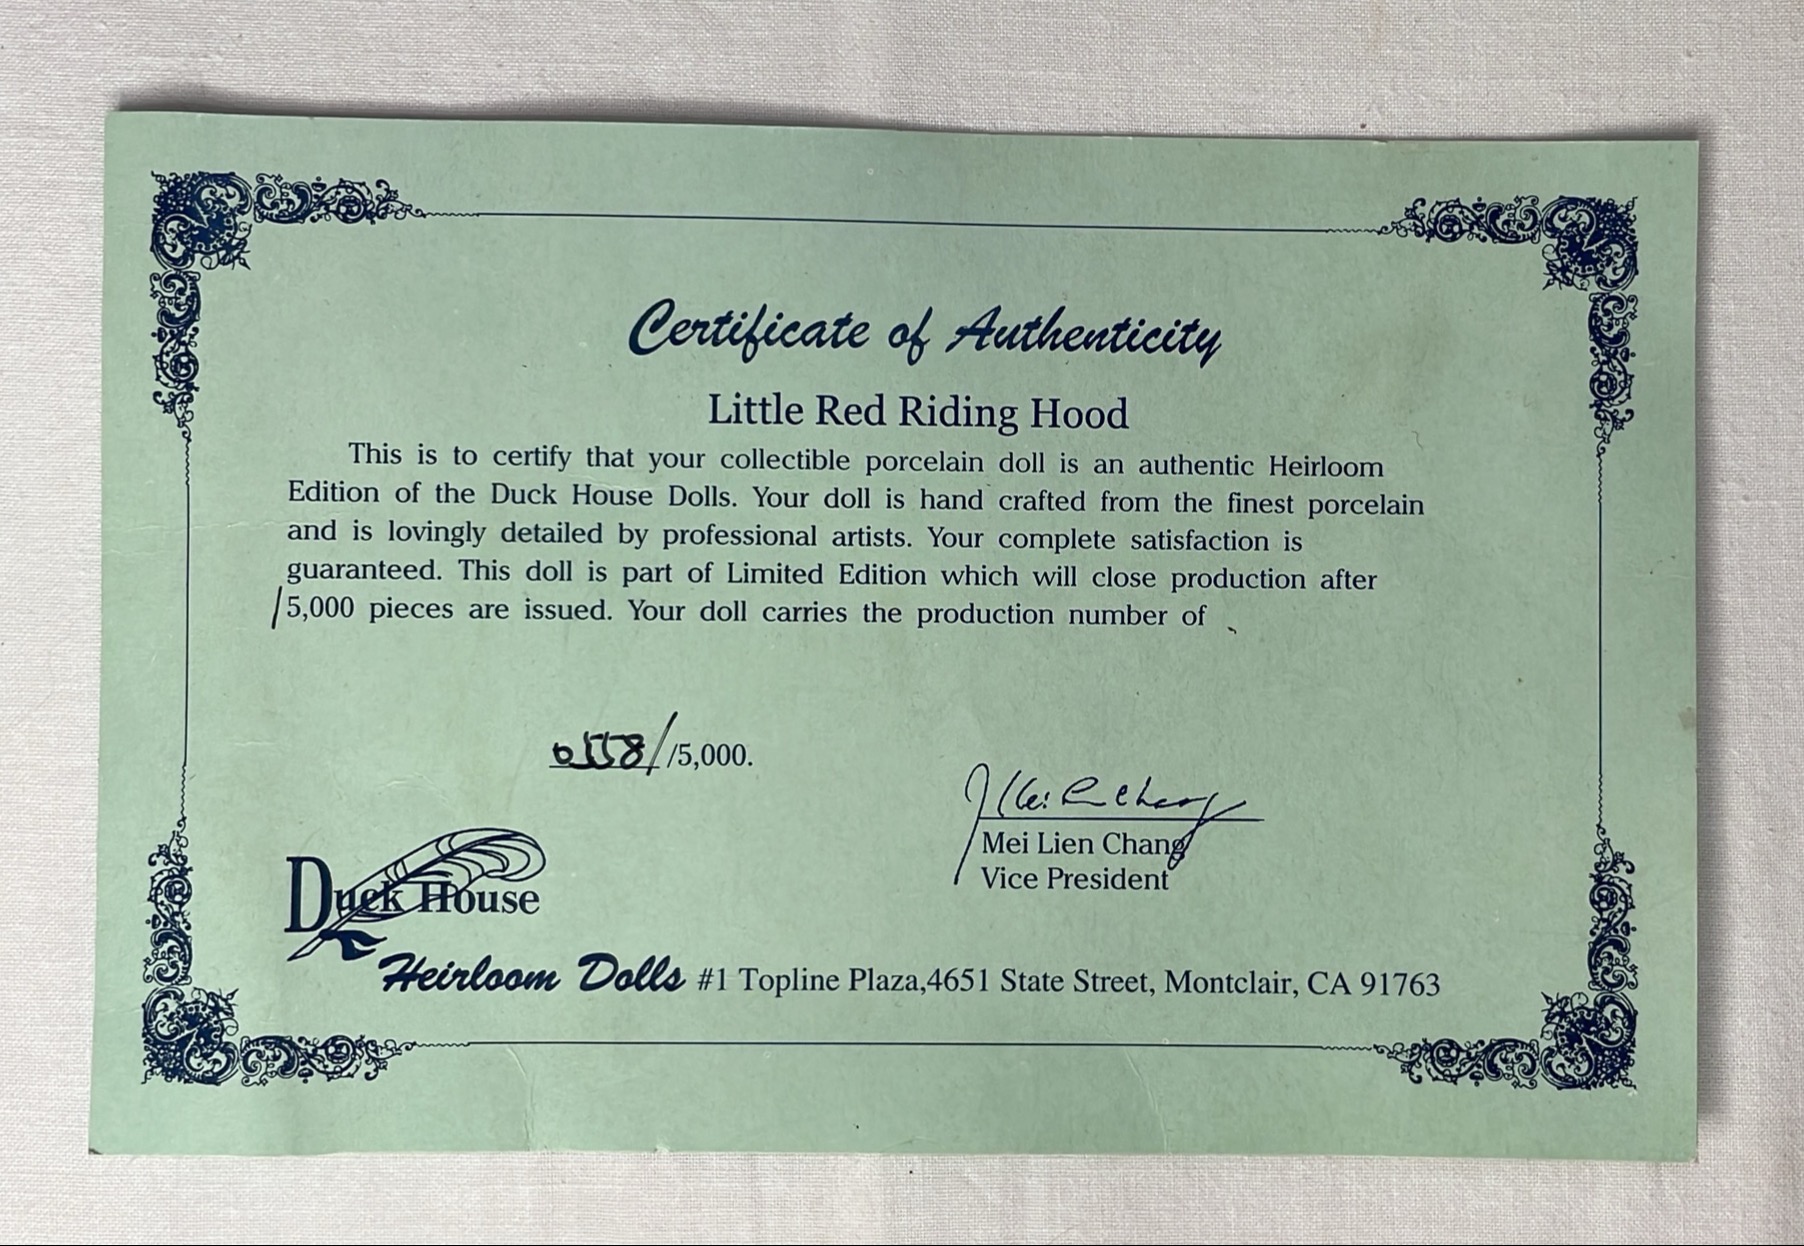 Certificate of Authenticity
Little Red Riding Hood
This is to certify that your collectible porcelain doll is an authentic Heirloom
Edition of the Duck House Dolls. Your doll is hand crafted from the finest porcelain
and is lovingly detailed by professional artists. Your complete satisfaction is
guaranteed. This doll is part of Limited Edition which will close production after
/5,000 pieces are issued. Your doll carries the production number of
0558/ /5,000.
Mei Lien Chang
Mei Lien Chang
Vice President
Duck House
Heirloom Dolls #1 Topline Plaza,4651 State Street, Montclair, CA 91763